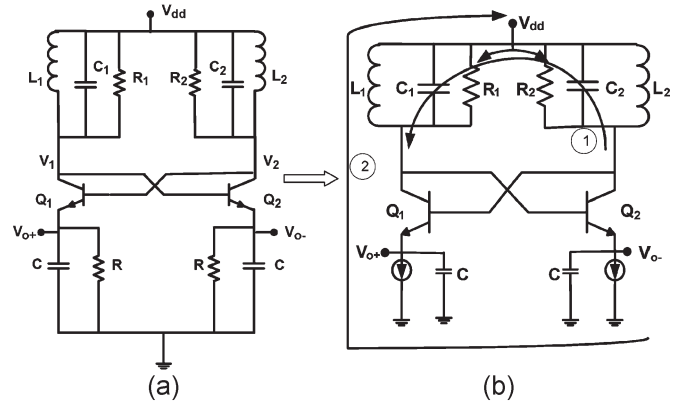 Vdd
L1 C1 R1 R2 C2 L2
V1 V2
Q1 Q2
Vo+ Vo-
C R R C
(a)
Vdd
L1 C1 R1 R2 C2 L2
1
2
Q1 Q2
Vo+ Vo-
C C
(b)